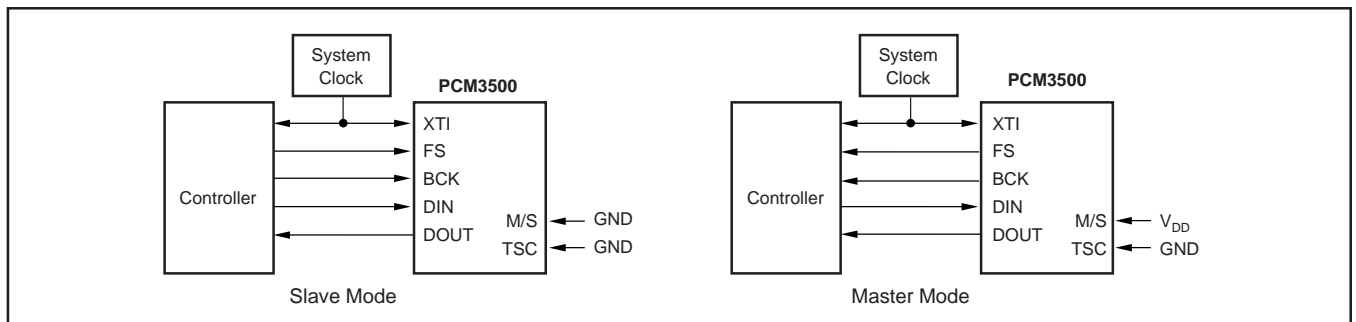 System
Clock
PCM3500
Controller
XTI
FS
BCK
DIN
DOUT
M/S
TSC
GND
GND
Slave Mode
System
Clock
PCM3500
Controller
XTI
FS
BCK
DIN
DOUT
M/S
TSC
VDD
GND
Master Mode